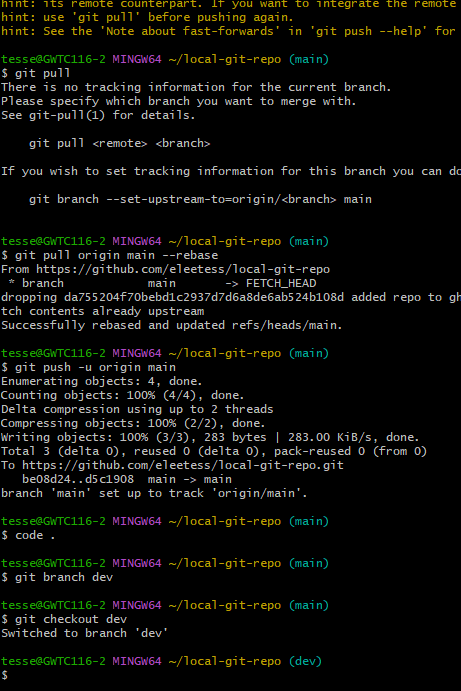 hint: its remote counterpart. If you want to integrate the remote
hint: use 'git pull' before pushing again.
hint: See the 'Note about fast-forwards' in 'git push --help' for
tesse@GWTC116-2 MINGW64 ~/local-git-repo (main)
$ git pull
There is no tracking information for the current branch.
Please specify which branch you want to merge with.
See git-pull(1) for details.
git pull <remote> <branch>
If you wish to set tracking information for this branch you can do
git branch --set-upstream-to=origin/<branch> main
tesse@GWTC116-2 MINGW64 ~/local-git-repo (main)
$ git pull origin main --rebase
From https://github.com/eleetess/local-git-repo
* branch main -> FETCH_HEAD
dropping da755204f70bebd1c2937d7d6a8de6ab524b108d added repo to gh
tch contents already upstream
Successfully rebased and updated refs/heads/main.
tesse@GWTC116-2 MINGW64 ~/local-git-repo (main)
$ git push -u origin main
Enumerating objects: 4, done.
Counting objects: 100% (4/4), done.
Delta compression using up to 2 threads
Compressing objects: 100% (2/2), done.
Writing objects: 100% (3/3), 283 bytes | 283.00 KiB/s, done.
Total 3 (delta 0), reused 0 (delta 0), pack-reused 0 (from 0)
To https://github.com/eleetess/local-git-repo.git
be08d24..d5c1908 main -> main
branch 'main' set up to track 'origin/main'.
tesse@GWTC116-2 MINGW64 ~/local-git-repo (main)
$ code .
tesse@GWTC116-2 MINGW64 ~/local-git-repo (main)
$ git branch dev
tesse@GWTC116-2 MINGW64 ~/local-git-repo (main)
$ git checkout dev
Switched to branch 'dev'
tesse@GWTC116-2 MINGW64 ~/local-git-repo (dev)
$